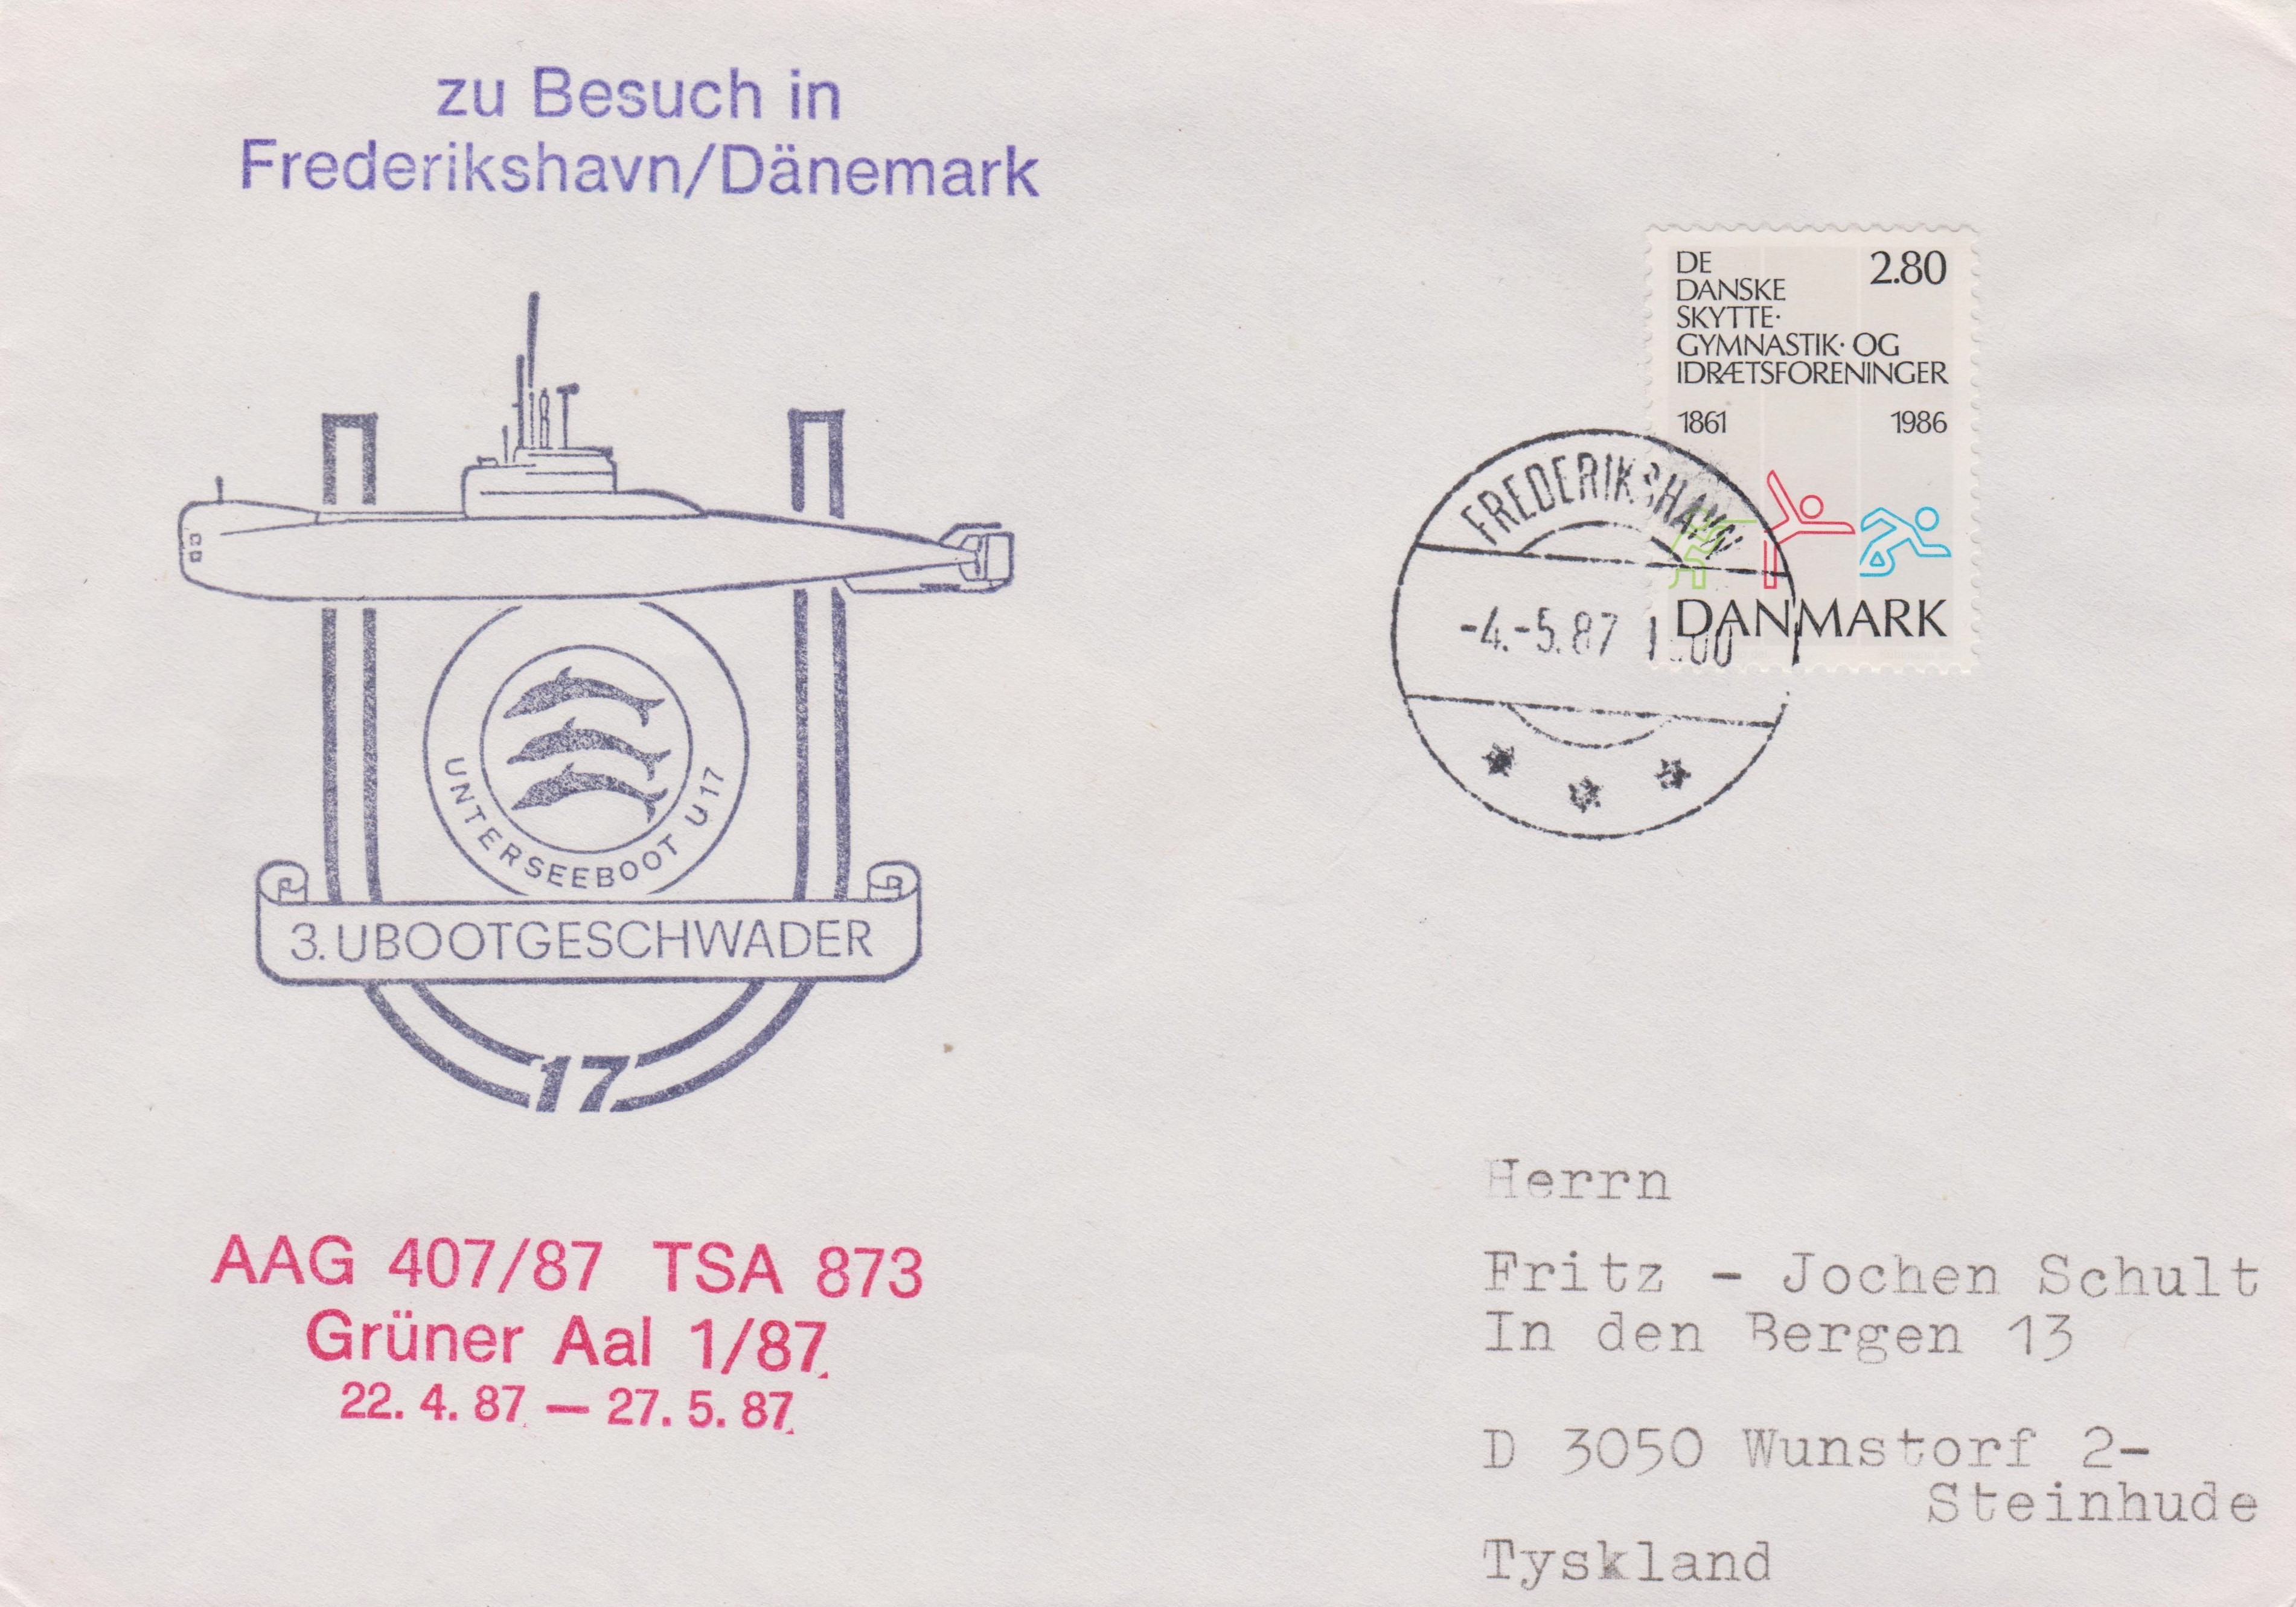 zu Besuch in
Frederikshavn/Dänemark
UNTERSEEBOOT U17
3. UBOOTGESCHWADER
17
AAG 407/87 TSA 873
Grüner Aal 1/87
22. 4. 87 — 27. 5. 87
DE
DANSKE
SKYTTE·
GYMNASTIK· OG
IDRÆTSFORENINGER
2.80
1861 1986
DANMARK
FREDERIKSHAVN
-4.-5.87
Herrn
Fritz - Jochen Schult
In den Bergen 13
D 3050 Wunstorf 2-
Steinhude
Tyskland